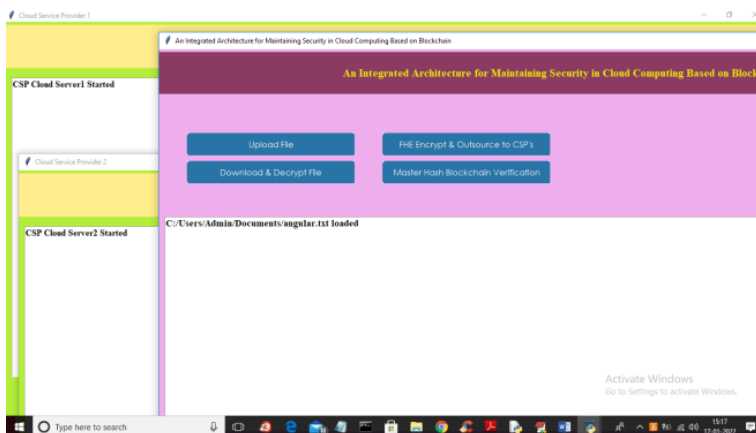 Cloud Service Provider 1
An Integrated Architecture for Maintaining Security in Cloud Computing Based on Blockchain
An Integrated Architecture for Maintaining Security in Cloud Computing Based on Block
CSP Cloud Server1 Started
Upload File
FHE Encrypt & Outsource to CSP's
Download & Decrypt File
Master Hash Blockchain Verification
Cloud Service Provider 2
CSP Cloud Server2 Started
C:/Users/Admin/Documents/angular.txt loaded
Activate Windows
Go to Settings to activate Windows.
Type here to search
15:17
17-01-2022